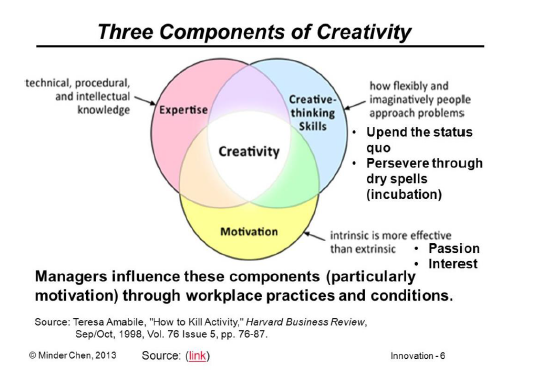 Three Components of Creativity
technical, procedural,
and intellectual
knowledge
Expertise
Creative-
thinking
Skills
how flexibly and
imaginatively people
approach problems
• Upend the status
quo
• Persevere through
dry spells
(incubation)
Creativity
Motivation
intrinsic is more effective
than extrinsic
• Passion
• Interest
Managers influence these components (particularly
motivation) through workplace practices and conditions.
Source: Teresa Amabile, "How to Kill Activity," Harvard Business Review,
Sep/Oct, 1998, Vol. 76 Issue 5, pp. 76-87.
© Minder Chen, 2013
Source: (link)
Innovation - 6